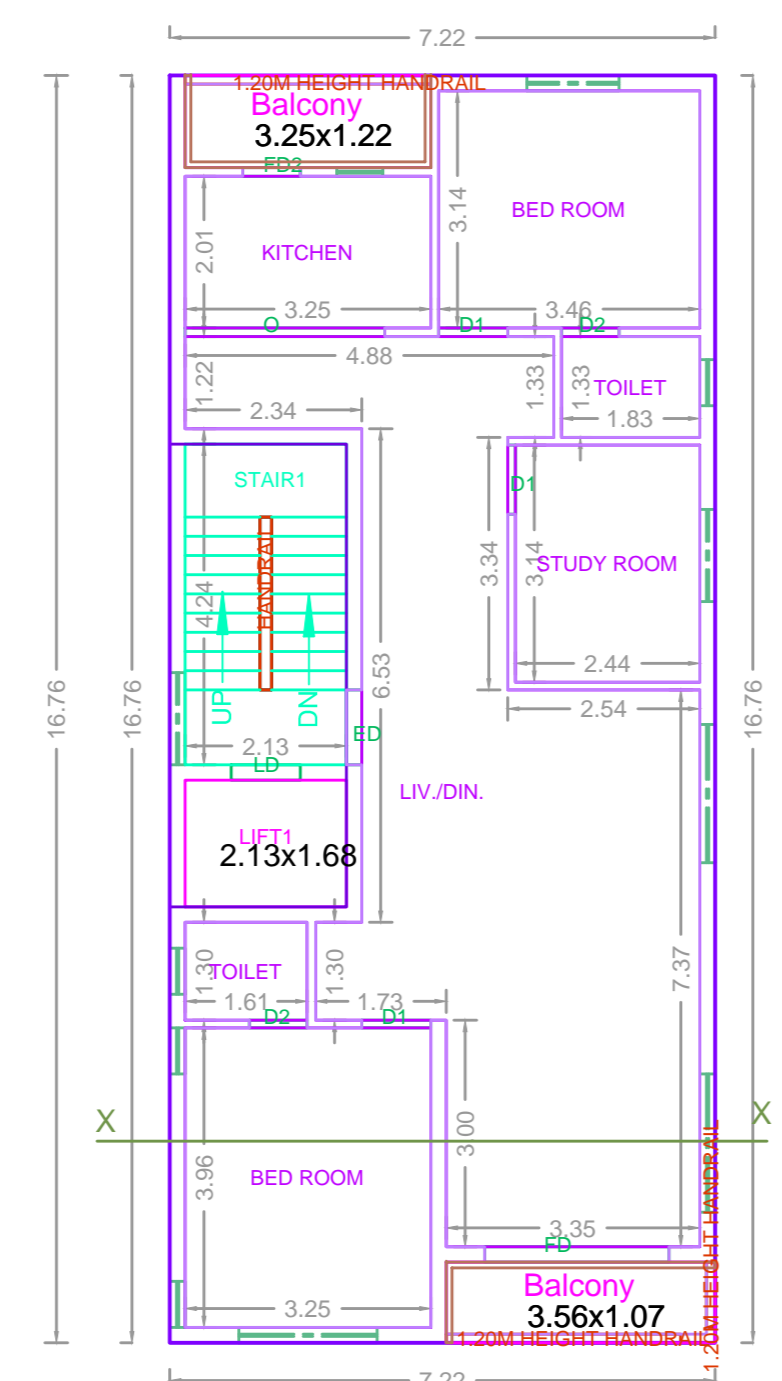 7.22
1.20M HEIGHT HANDRAIL
Balcony
3.25x1.22
FD2
BED ROOM
3.14
KITCHEN
2.01
3.25
3.46
O
D1
D2
4.88
1.22
1.33
1.33
TOILET
1.83
2.34
STAIR1
D1
HANDRAIL
3.34
3.14
STUDY ROOM
4.24
2.44
6.53
16.76
16.76
16.76
UP
DN
2.54
2.13
ED
LD
LIV./DIN.
LIFT1
2.13x1.68
1.30
TOILET
1.30
7.37
1.61
1.73
D2
D1
X
X
3.00
3.96
BED ROOM
1.20M HEIGHT HANDRAIL
3.35
FD
3.25
Balcony
3.56x1.07
1.20M HEIGHT HANDRAIL
7.22